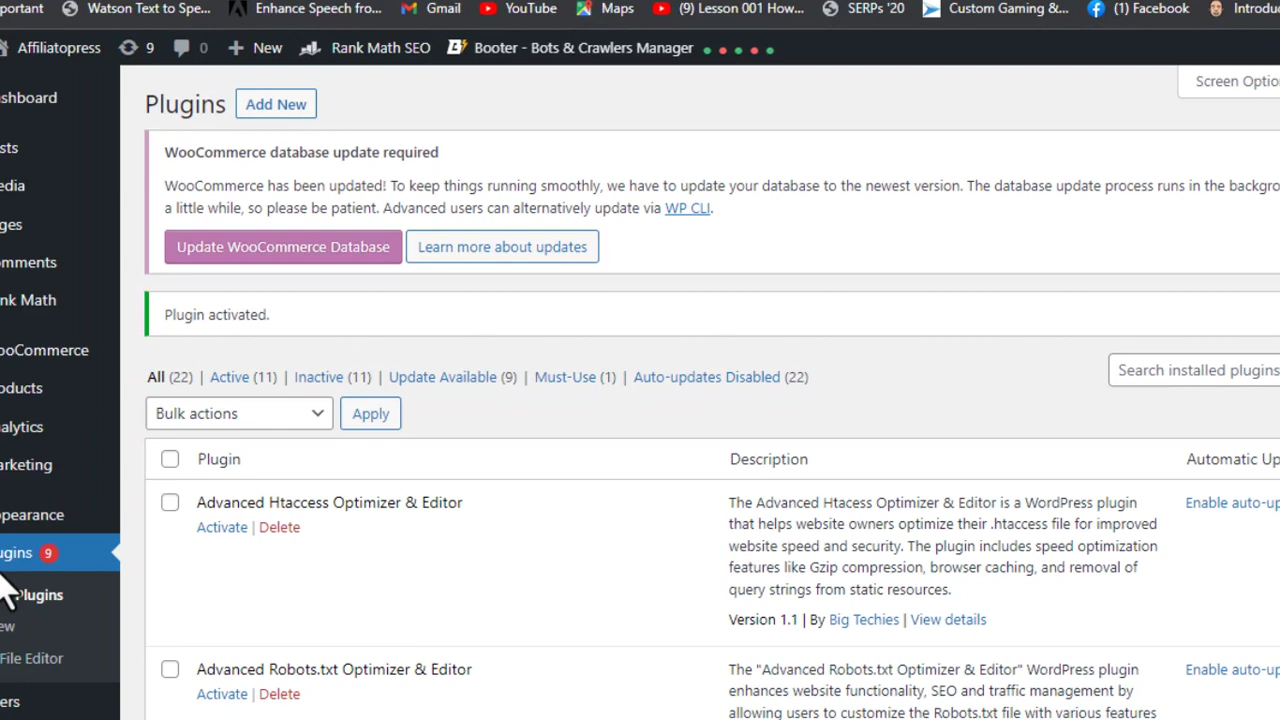 portant Watson Text to Spe... Enhance Speech fro... Gmail YouTube Maps (9) Lesson 001 How... SERPs '20 Custom Gaming &... (1) Facebook Introdu
Affiliatopress 9 0 New Rank Math SEO Booter - Bots & Crawlers Manager
Screen Optio
ashboard
Plugins Add New
WooCommerce database update required
sts
WooCommerce has been updated! To keep things running smoothly, we have to update your database to the newest version. The database update process runs in the backgro
edia
a little while, so please be patient. Advanced users can alternatively update via WP CLI.
ges
Update WooCommerce Database Learn more about updates
omments
nk Math
Plugin activated.
ooCommerce
All (22) | Active (11) | Inactive (11) | Update Available (9) | Must-Use (1) | Auto-updates Disabled (22)
Search installed plugins
oducts
Bulk actions Apply
alytics
arketing
Plugin Description Automatic Up
ppearance
Advanced Htaccess Optimizer & Editor
Activate | Delete
The Advanced Htacess Optimizer & Editor is a WordPress plugin
that helps website owners optimize their .htaccess file for improved
website speed and security. The plugin includes speed optimization
features like Gzip compression, browser caching, and removal of
query strings from static resources.
Version 1.1 | By Big Techies | View details
Enable auto-up
ugins 9
Plugins
ew
File Editor
ers
Advanced Robots.txt Optimizer & Editor
Activate | Delete
The "Advanced Robots.txt Optimizer & Editor" WordPress plugin
enhances website functionality, SEO and traffic management by
allowing users to customize the Robots.txt file with various features
Enable auto-up